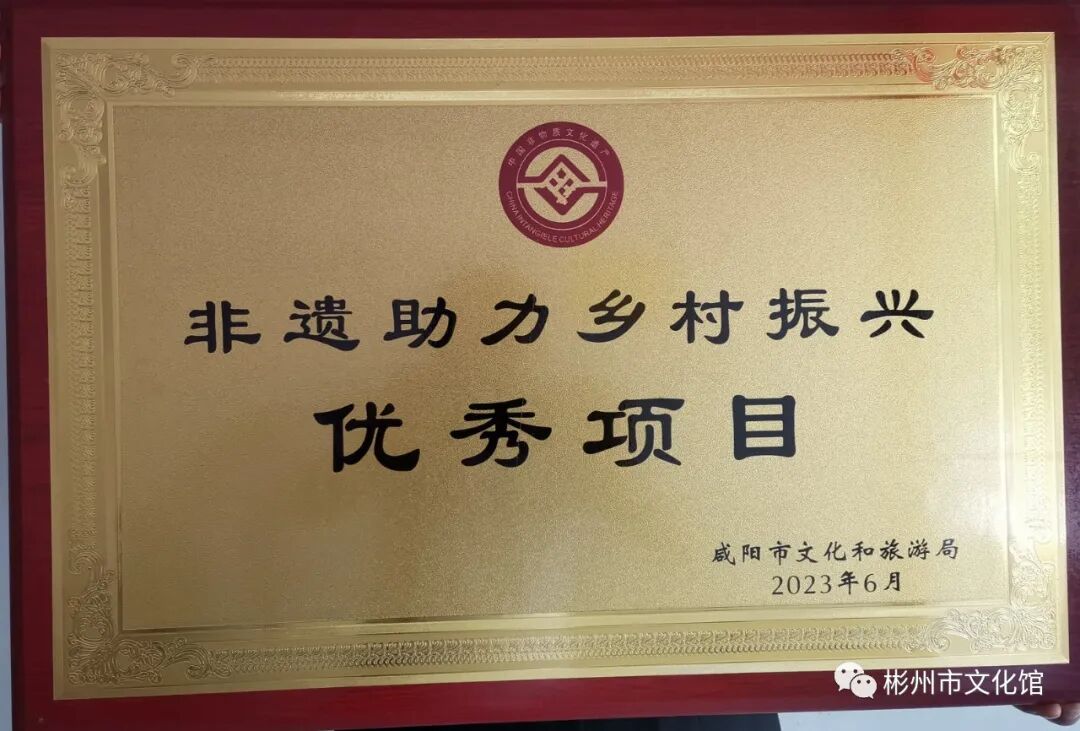 中国非物质文化遗产
CHINA INTANGIBLE CULTURAL HERITAGE
非遗助力乡村振兴
优秀项目
咸阳市文化和旅游局
2023年6月
彬州市文化馆